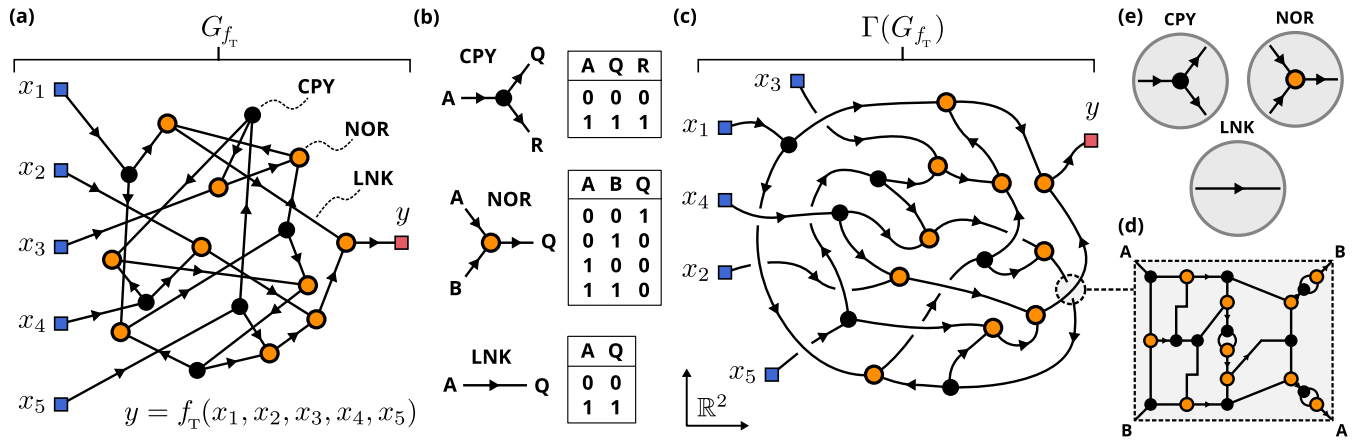 (a)
G_{f_T}
x_1
x_2
x_3
x_4
x_5
CPY
NOR
LNK
y
y = f_T(x_1, x_2, x_3, x_4, x_5)
(b)
CPY
A
Q
R
A Q R
0 0 0
1 1 1
A
NOR
Q
B
A B Q
0 0 1
0 1 0
1 0 0
1 1 0
LNK
A
Q
A Q
0 0
1 1
(c)
Γ(G_{f_T})
x_3
x_1
x_4
x_2
x_5
y
ℝ^2
(e)
CPY
NOR
LNK
(d)
A
B
B
A